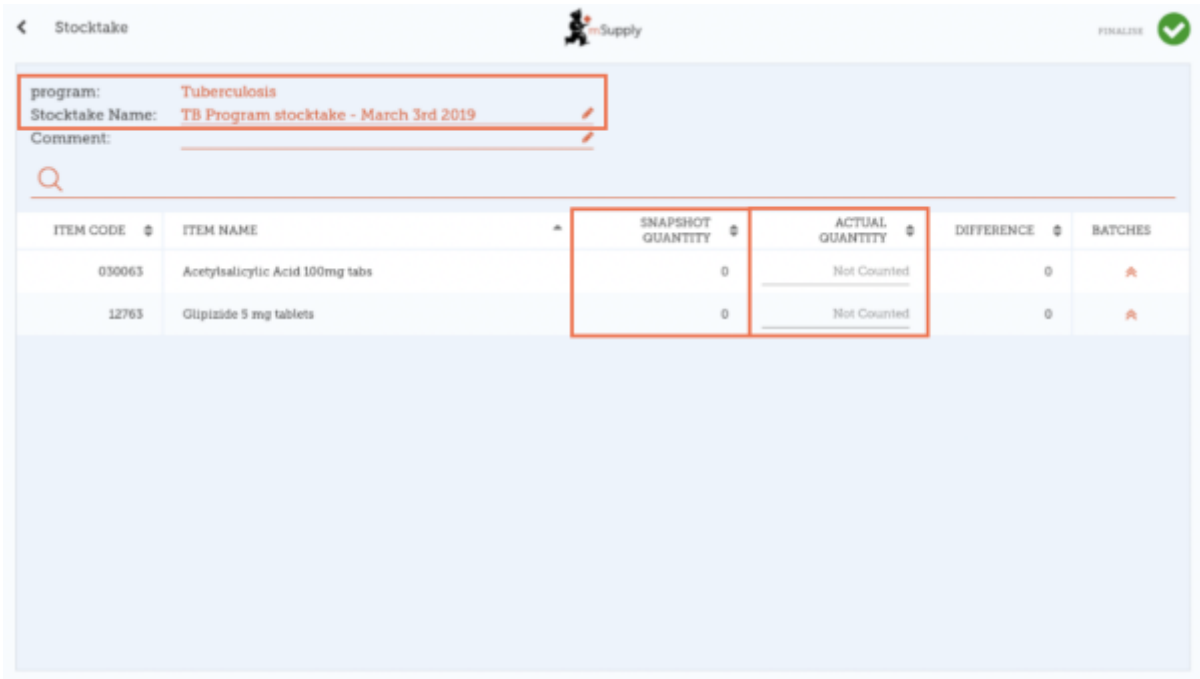 Stocktake
mSupply
FINALISE
program: Tuberculosis
Stocktake Name: TB Program stocktake - March 3rd 2019
Comment:
ITEM CODE ITEM NAME SNAPSHOT QUANTITY ACTUAL QUANTITY DIFFERENCE BATCHES
030063 Acetylsalicylic Acid 100mg tabs 0 Not Counted 0
12763 Glipizide 5 mg tablets 0 Not Counted 0